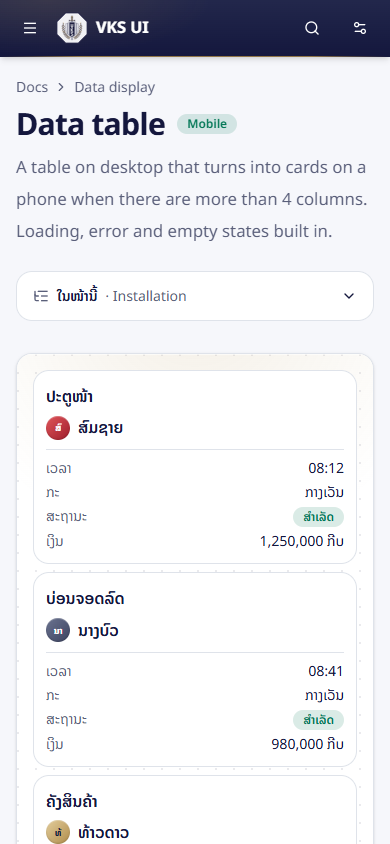 VKS UI
Docs > Data display
Data table Mobile
A table on desktop that turns into cards on a
phone when there are more than 4 columns.
Loading, error and empty states built in.
ໃນໜ້ານີ້ · Installation
ປະຕູໜ້າ
ສົ ສົມຊາຍ
ເວລາ 08:12
ກະ ກາງເວັນ
ສະຖານະ ສຳເລັດ
ເງິນ 1,250,000 ກີບ
ບ່ອນຈອດລົດ
ນາ ນາງບົວ
ເວລາ 08:41
ກະ ກາງເວັນ
ສະຖານະ ສຳເລັດ
ເງິນ 980,000 ກີບ
ຄັງສິນຄ້າ
ທ້ ທ້າວດາວ